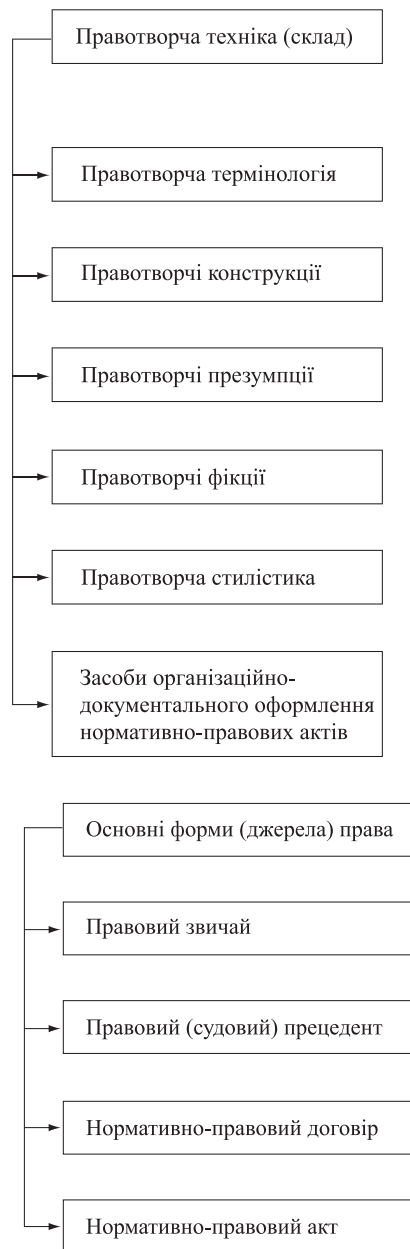 Правотворча техніка (склад)
Правотворча термінологія
Правотворчі конструкції
Правотворчі презумпції
Правотворчі фікції
Правотворча стилістика
Засоби організаційно-
документального оформлення
нормативно-правових актів
Основні форми (джерела) права
Правовий звичай
Правовий (судовий) прецедент
Нормативно-правовий договір
Нормативно-правовий акт